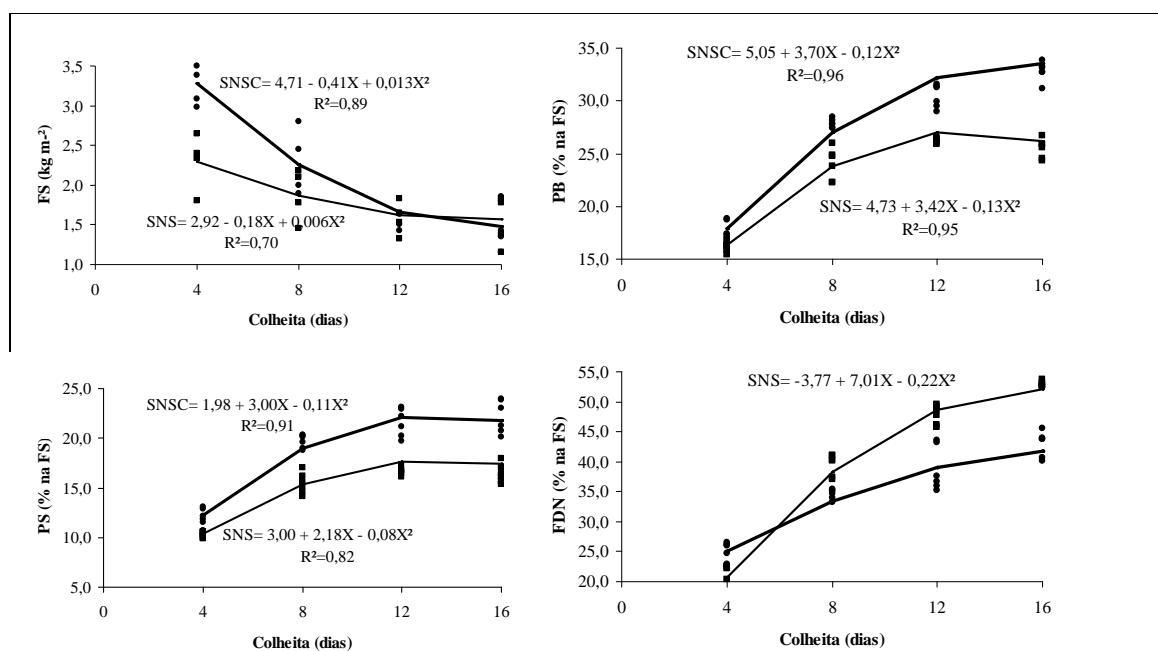 FS (kg m-²)
3,5
3,0
2,5
2,0
1,5
1,0
SNSC= 4,71 - 0,41X + 0,013X²
R²=0,89
SNS= 2,92 - 0,18X + 0,006X²
R²=0,70
0 4 8 12 16
Colheita (dias)
PB (% na FS)
35,0
30,0
25,0
20,0
15,0
SNSC= 5,05 + 3,70X - 0,12X²
R²=0,96
SNS= 4,73 + 3,42X - 0,13X²
R²=0,95
0 4 8 12 16
Colheita (dias)
PS (% na FS)
25,0
20,0
15,0
10,0
5,0
SNSC= 1,98 + 3,00X - 0,11X²
R²=0,91
SNS= 3,00 + 2,18X - 0,08X²
R²=0,82
0 4 8 12 16
Colheita (dias)
FDN (% na FS)
55,0
50,0
45,0
40,0
35,0
30,0
25,0
20,0
SNS= -3,77 + 7,01X - 0,22X²
0 4 8 12 16
Colheita (dias)